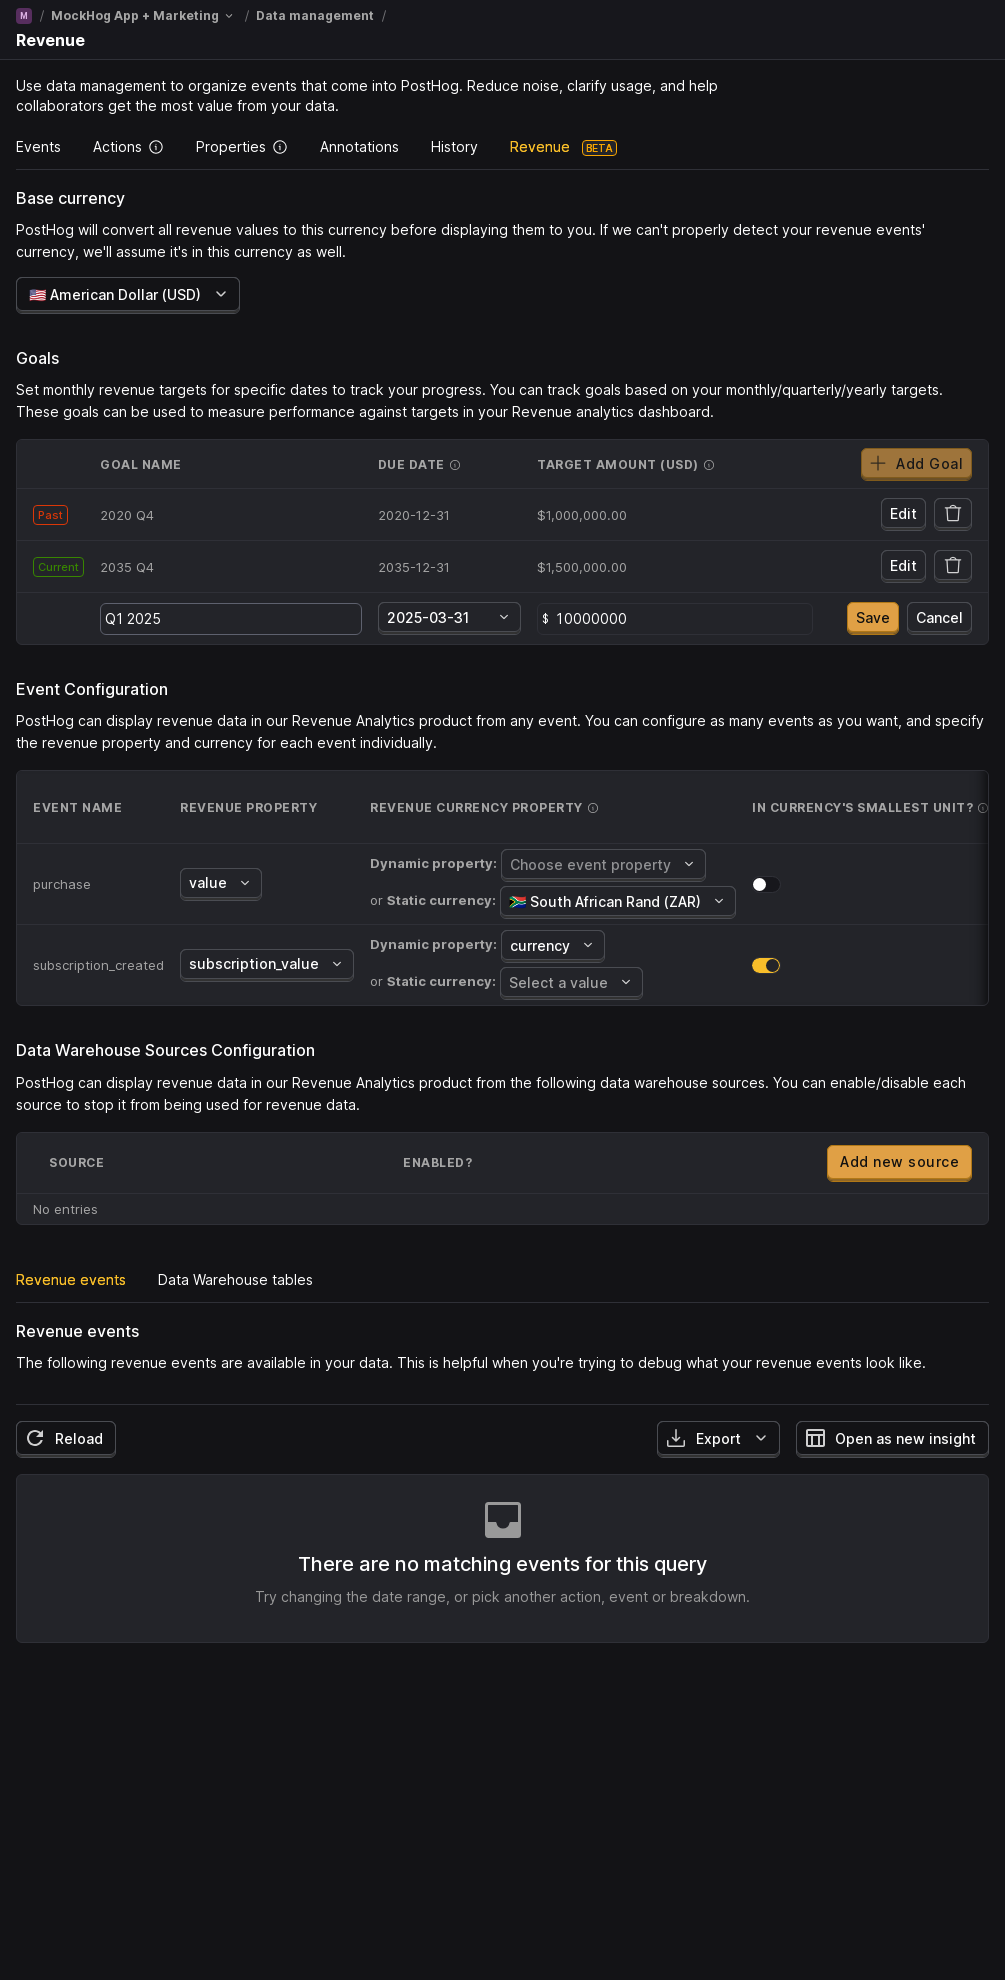 M / MockHog App + Marketing / Data management /
Revenue
Use data management to organize events that come into PostHog. Reduce noise, clarify usage, and help
collaborators get the most value from your data.
Events Actions Properties Annotations History Revenue BETA
Base currency
PostHog will convert all revenue values to this currency before displaying them to you. If we can't properly detect your revenue events'
currency, we'll assume it's in this currency as well.
🇺🇸 American Dollar (USD)
Goals
Set monthly revenue targets for specific dates to track your progress. You can track goals based on your monthly/quarterly/yearly targets.
These goals can be used to measure performance against targets in your Revenue analytics dashboard.
GOAL NAME DUE DATE TARGET AMOUNT (USD) Add Goal
Past 2020 Q4 2020-12-31 $1,000,000.00 Edit
Current 2035 Q4 2035-12-31 $1,500,000.00 Edit
Q1 2025 2025-03-31 $ 10000000 Save Cancel
Event Configuration
PostHog can display revenue data in our Revenue Analytics product from any event. You can configure as many events as you want, and specify
the revenue property and currency for each event individually.
EVENT NAME REVENUE PROPERTY REVENUE CURRENCY PROPERTY IN CURRENCY'S SMALLEST UNIT?
Dynamic property: Choose event property
purchase value
or Static currency: 🇿🇦 South African Rand (ZAR)
Dynamic property: currency
subscription_created subscription_value
or Static currency: Select a value
Data Warehouse Sources Configuration
PostHog can display revenue data in our Revenue Analytics product from the following data warehouse sources. You can enable/disable each
source to stop it from being used for revenue data.
SOURCE ENABLED? Add new source
No entries
Revenue events Data Warehouse tables
Revenue events
The following revenue events are available in your data. This is helpful when you're trying to debug what your revenue events look like.
Reload Export Open as new insight
There are no matching events for this query
Try changing the date range, or pick another action, event or breakdown.